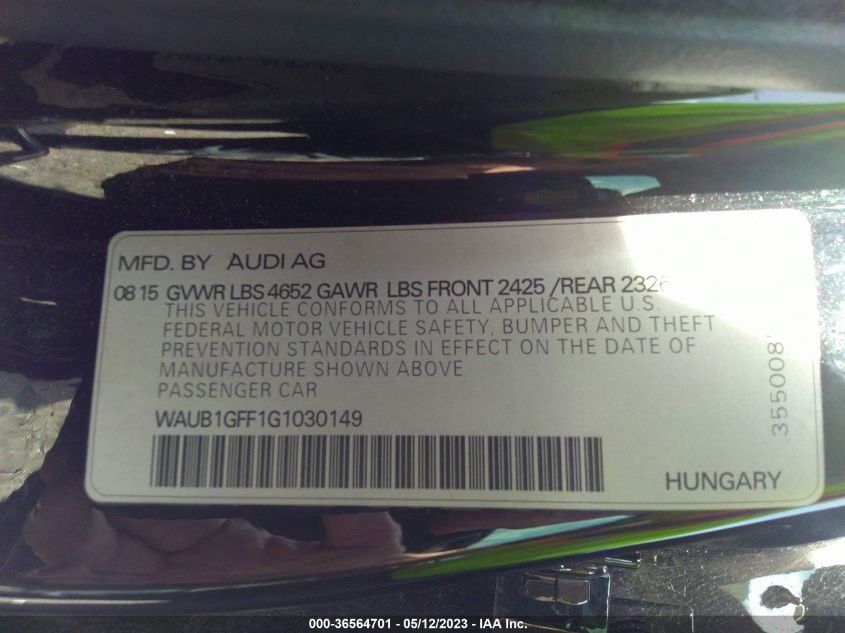 MFD. BY AUDI AG
08 15 GVWR LBS 4652 GAWR LBS FRONT 2425 /REAR
THIS VEHICLE CONFORMS TO ALL APPLICABLE U.S.
FEDERAL MOTOR VEHICLE SAFETY, BUMPER AND THEFT
PREVENTION STANDARDS IN EFFECT ON THE DATE OF
MANUFACTURE SHOWN ABOVE
PASSENGER CAR
WAUB1GFF1G1030149
HUNGARY
000-36564701 - 05/12/2023 - IAA Inc.